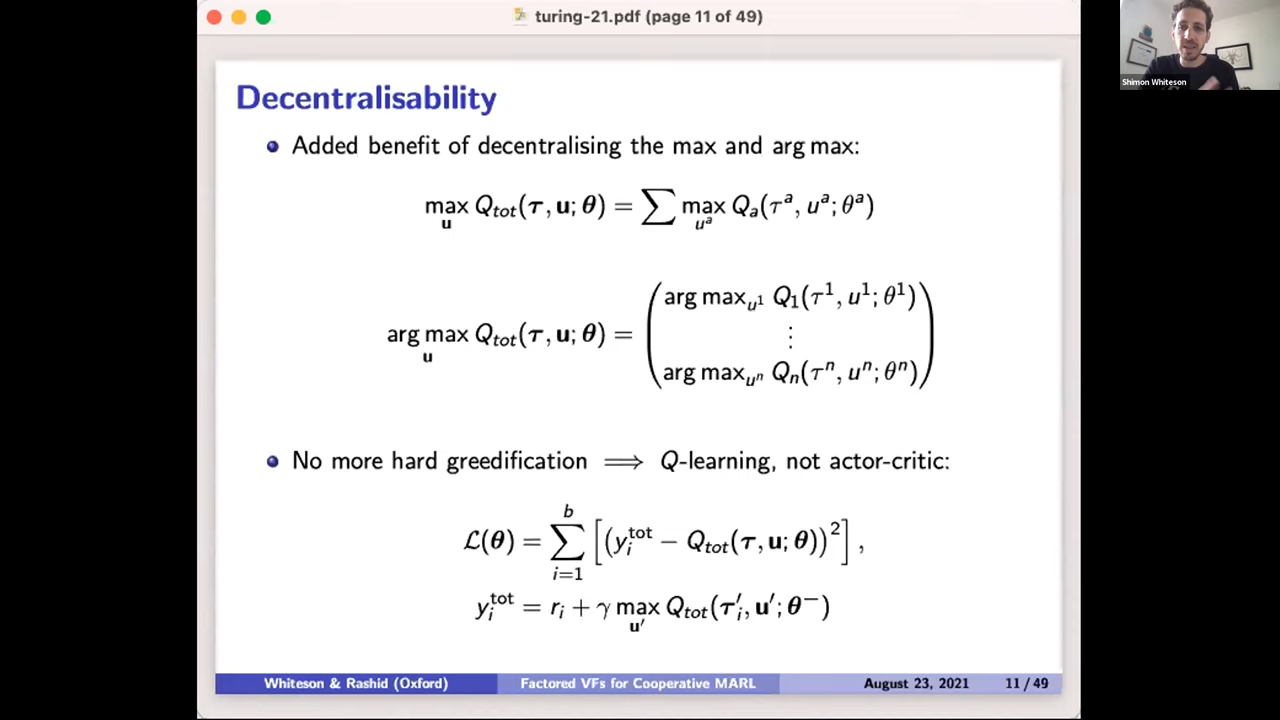 turing-21.pdf (page 11 of 49)
Shimon Whiteson
Decentralisability
Added benefit of decentralising the max and arg max:
max_u Q_tot(τ, u; θ) = ∑ max_{u^a} Q_a(τ^a, u^a; θ^a)
arg max_u Q_tot(τ, u; θ) = ( arg max_{u^1} Q_1(τ^1, u^1; θ^1)
⋮
arg max_{u^n} Q_n(τ^n, u^n; θ^n) )
No more hard greedification ⟹ Q-learning, not actor-critic:
L(θ) = ∑_{i=1}^{b} [(y_i^tot − Q_tot(τ, u; θ))^2],
y_i^tot = r_i + γ max_{u′} Q_tot(τ′_i, u′; θ^−)
Whiteson & Rashid (Oxford) Factored VFs for Cooperative MARL August 23, 2021 11 / 49